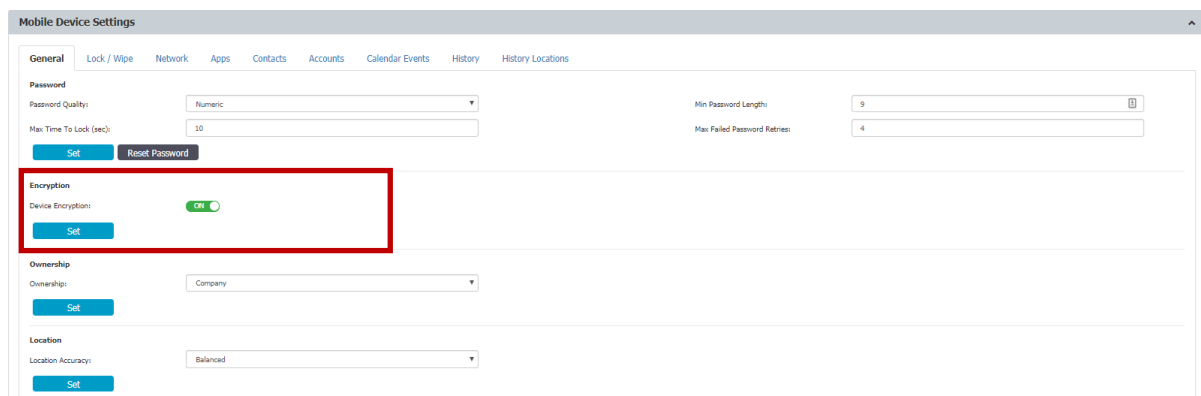 Mobile Device Settings
General Lock / Wipe Network Apps Contacts Accounts Calendar Events History History Locations
Password
Password Quality: Numeric Min Password Length: 9
Max Time To Lock (sec): 10 Max Failed Password Retries: 4
Set Reset Password
Encryption
Device Encryption: ON
Set
Ownership
Ownership: Company
Set
Location
Location Accuracy: Balanced
Set